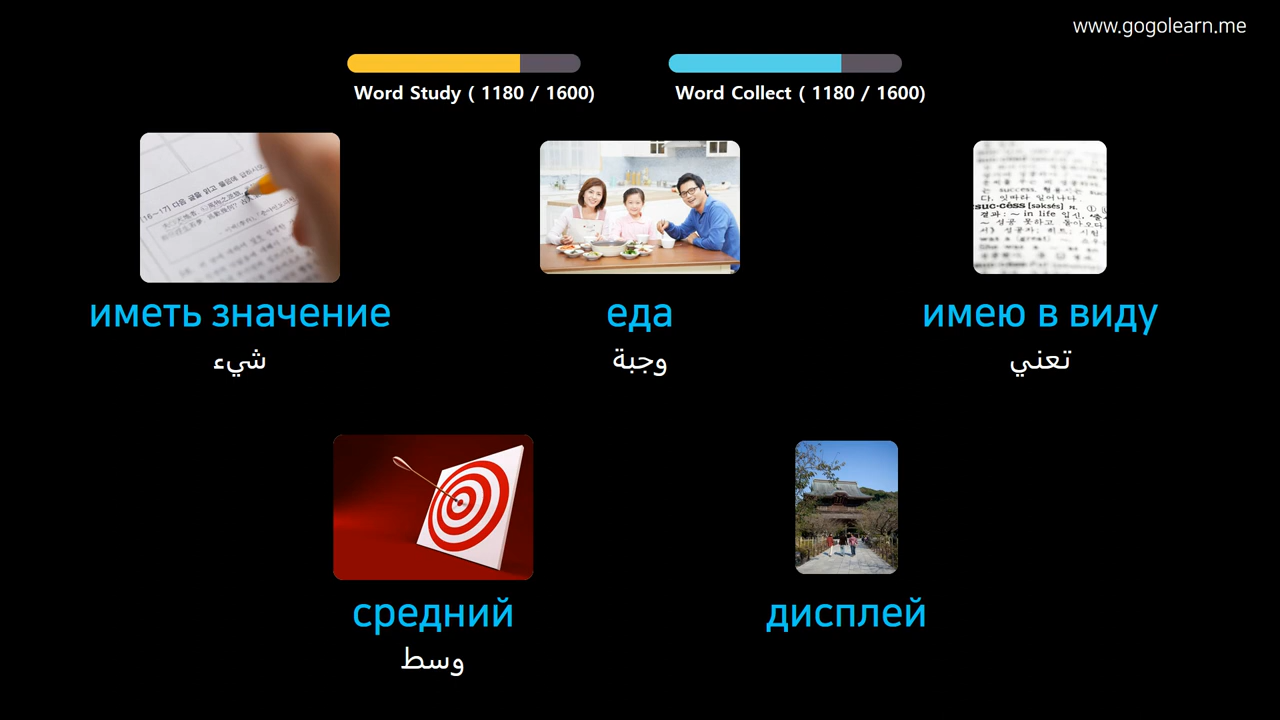 www.gogolearn.me
Word Study ( 1180 / 1600)
Word Collect ( 1180 / 1600)
иметь значение
شيء
еда
وجبة
имею в виду
تعني
средний
وسط
дисплей